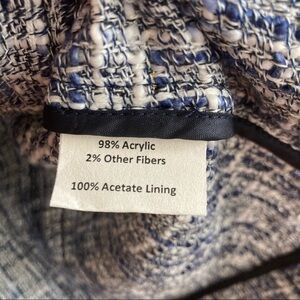 98% Acrylic
2% Other Fibers
100% Acetate Lining